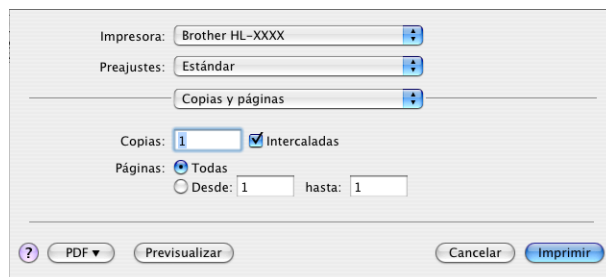 Impresora: Brother HL-XXXX
Preajustes: Estándar
Copias y páginas
Copias: 1 Intercaladas
Páginas: Todas
Desde: 1 hasta: 1
? PDF▼ Previsualizar Cancelar Imprimir